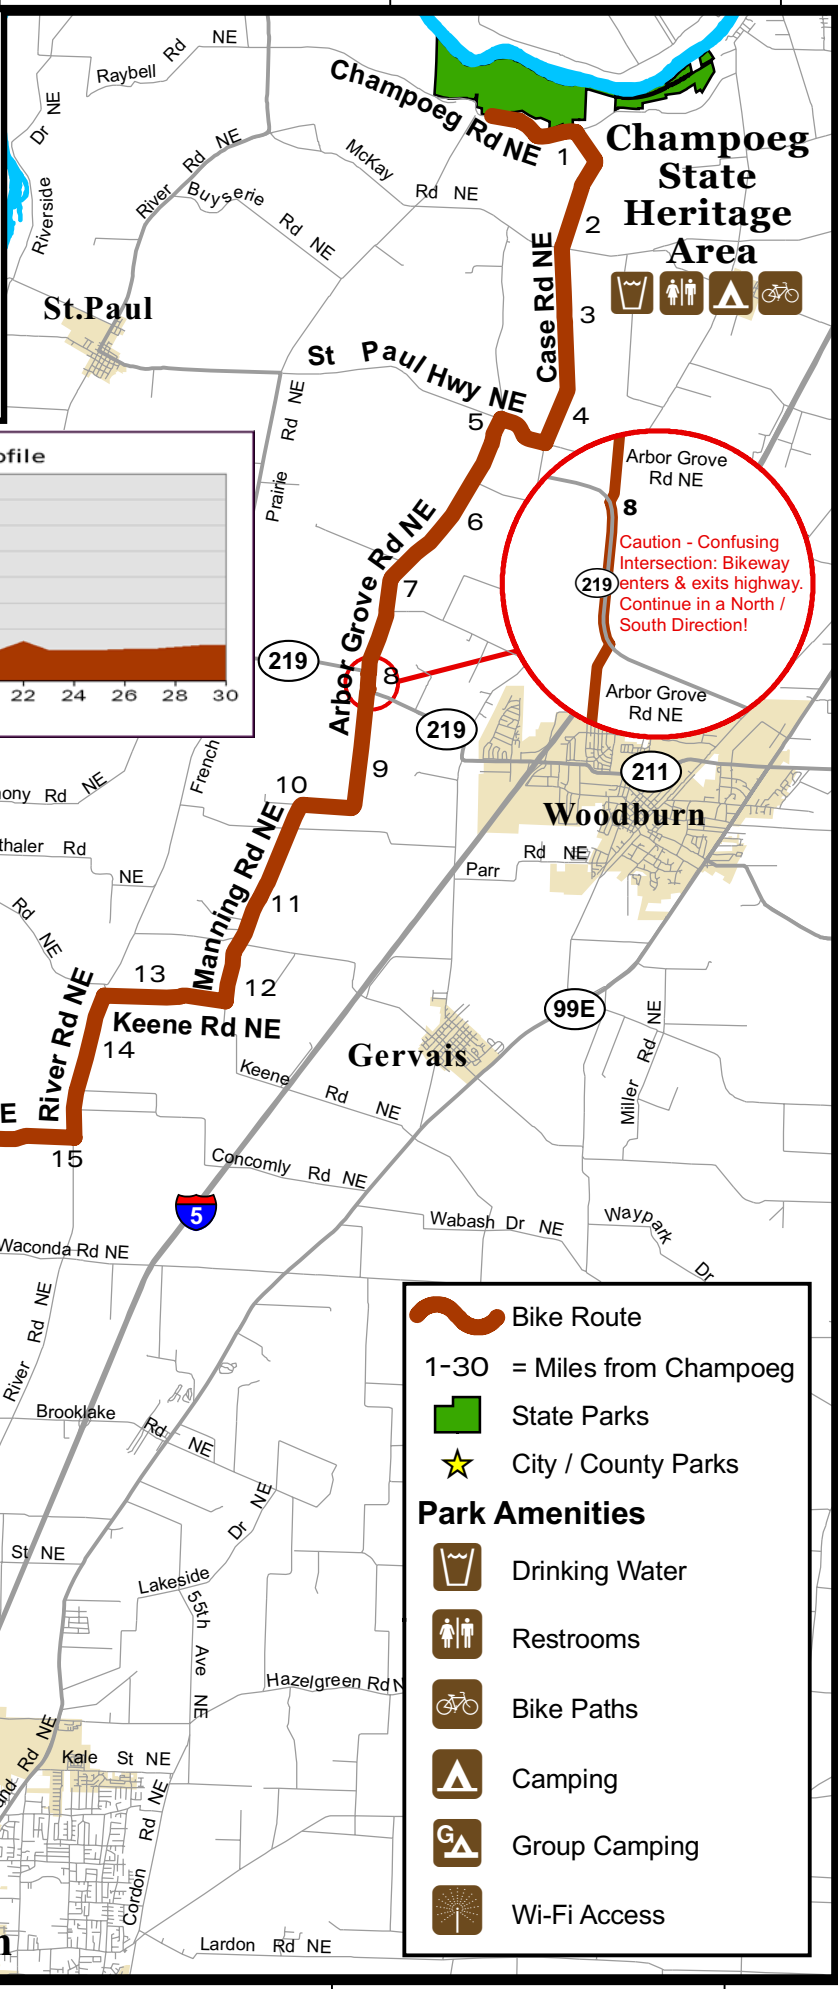 Raybell Rd NE
Riverside Dr NE
River Rd NE
Buyserie Rd NE
McKay Rd NE
Champoeg Rd NE
Champoeg
State
Heritage
Area
1
2
3
4
5
6
7
8
9
10
11
12
13
14
15
Case Rd NE
St.Paul
St Paul Hwy NE
Prairie Rd NE
Arbor Grove Rd NE
ofile
22 24 26 28 30
219
219
Arbor Grove
Rd NE
8
Caution - Confusing
Intersection: Bikeway
enters & exits highway.
Continue in a North /
South Direction!
219
Arbor Grove
Rd NE
211
Woodburn
French
ony Rd NE
thaler Rd NE
Rd NE
Manning Rd NE
Parr Rd NE
River Rd NE
Keene Rd NE
99E
Gervais
Keene Rd NE
Miller Rd NE
E
Concomly Rd NE
5
Wabash Dr NE
Waypark Dr
Waconda Rd NE
River Rd NE
Brooklake Rd NE
St NE
Lakeside Dr NE
55th Ave NE
Hazelgreen Rd N
Kale St NE
Rd NE
Cordon Rd NE
Lardon Rd NE
n
Bike Route
1-30 = Miles from Champoeg
State Parks
City / County Parks
Park Amenities
Drinking Water
Restrooms
Bike Paths
Camping
G
Group Camping
Wi-Fi Access